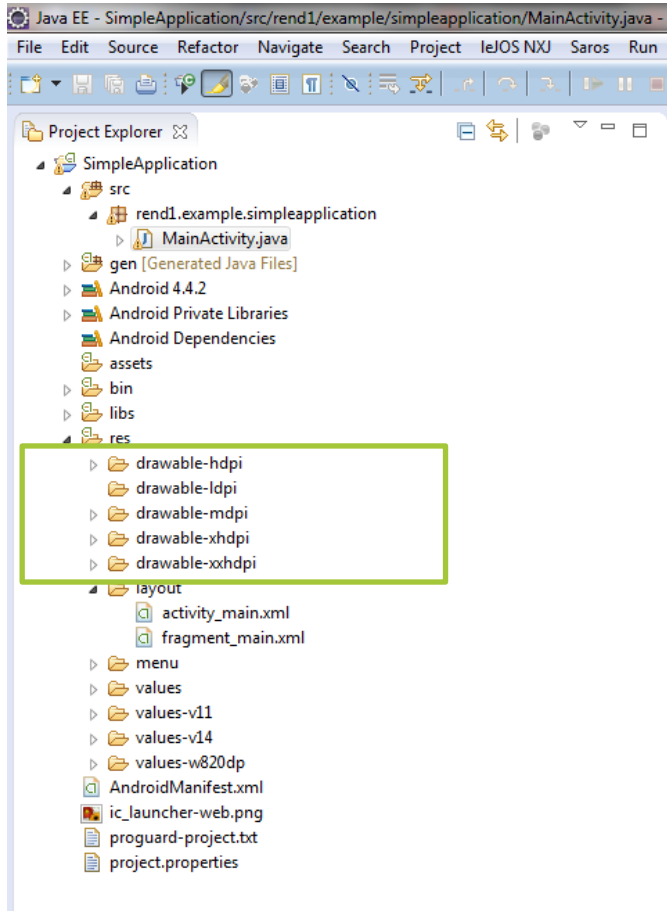 Java EE - SimpleApplication/src/rend1/example/simpleapplication/MainActivity.java -
File Edit Source Refactor Navigate Search Project leJOS NXJ Saros Run
Project Explorer
SimpleApplication
src
rend1.example.simpleapplication
MainActivity.java
gen [Generated Java Files]
Android 4.4.2
Android Private Libraries
Android Dependencies
assets
bin
libs
res
drawable-hdpi
drawable-ldpi
drawable-mdpi
drawable-xhdpi
drawable-xxhdpi
layout
activity_main.xml
fragment_main.xml
menu
values
values-v11
values-v14
values-w820dp
AndroidManifest.xml
ic_launcher-web.png
proguard-project.txt
project.properties